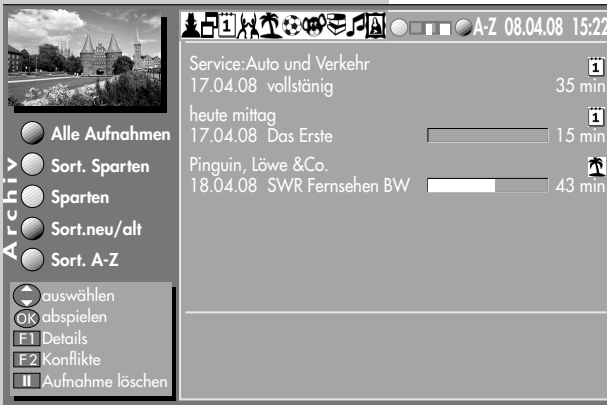 A-Z 08.04.08 15:22
Service:Auto und Verkehr
17.04.08 vollstänig 35 min
heute mittag
17.04.08 Das Erste 15 min
Pinguin, Löwe &Co.
18.04.08 SWR Fernsehen BW 43 min
Archiv
Alle Aufnahmen
Sort. Sparten
Sparten
Sort.neu/alt
Sort. A-Z
auswählen
OK abspielen
F1 Details
F2 Konflikte
Aufnahme löschen